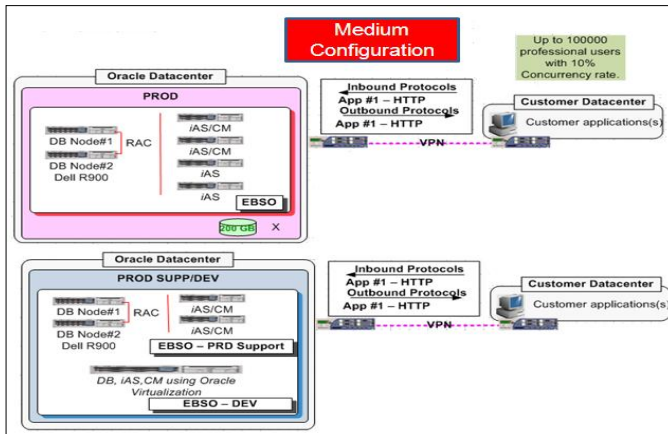 Medium
Configuration
Up to 100000
professional users
with 10%
Concurrency rate.
Oracle Datacenter
PROD
DB Node#1
RAC
DB Node#2
Dell R900
iAS/CM
iAS/CM
iAS
iAS
EBSO
200 GB
X
Inbound Protocols
App #1 – HTTP
Outbound Protocols
App #1 – HTTP
VPN
Customer Datacenter
Customer applications(s)
Oracle Datacenter
PROD SUPP/DEV
DB Node#1
RAC
DB Node#2
Dell R900
iAS/CM
iAS/CM
EBSO – PRD Support
DB, iAS,CM using Oracle
Virtualization
EBSO – DEV
Inbound Protocols
App #1 – HTTP
Outbound Protocols
App #1 – HTTP
VPN
Customer Datacenter
Customer applications(s)